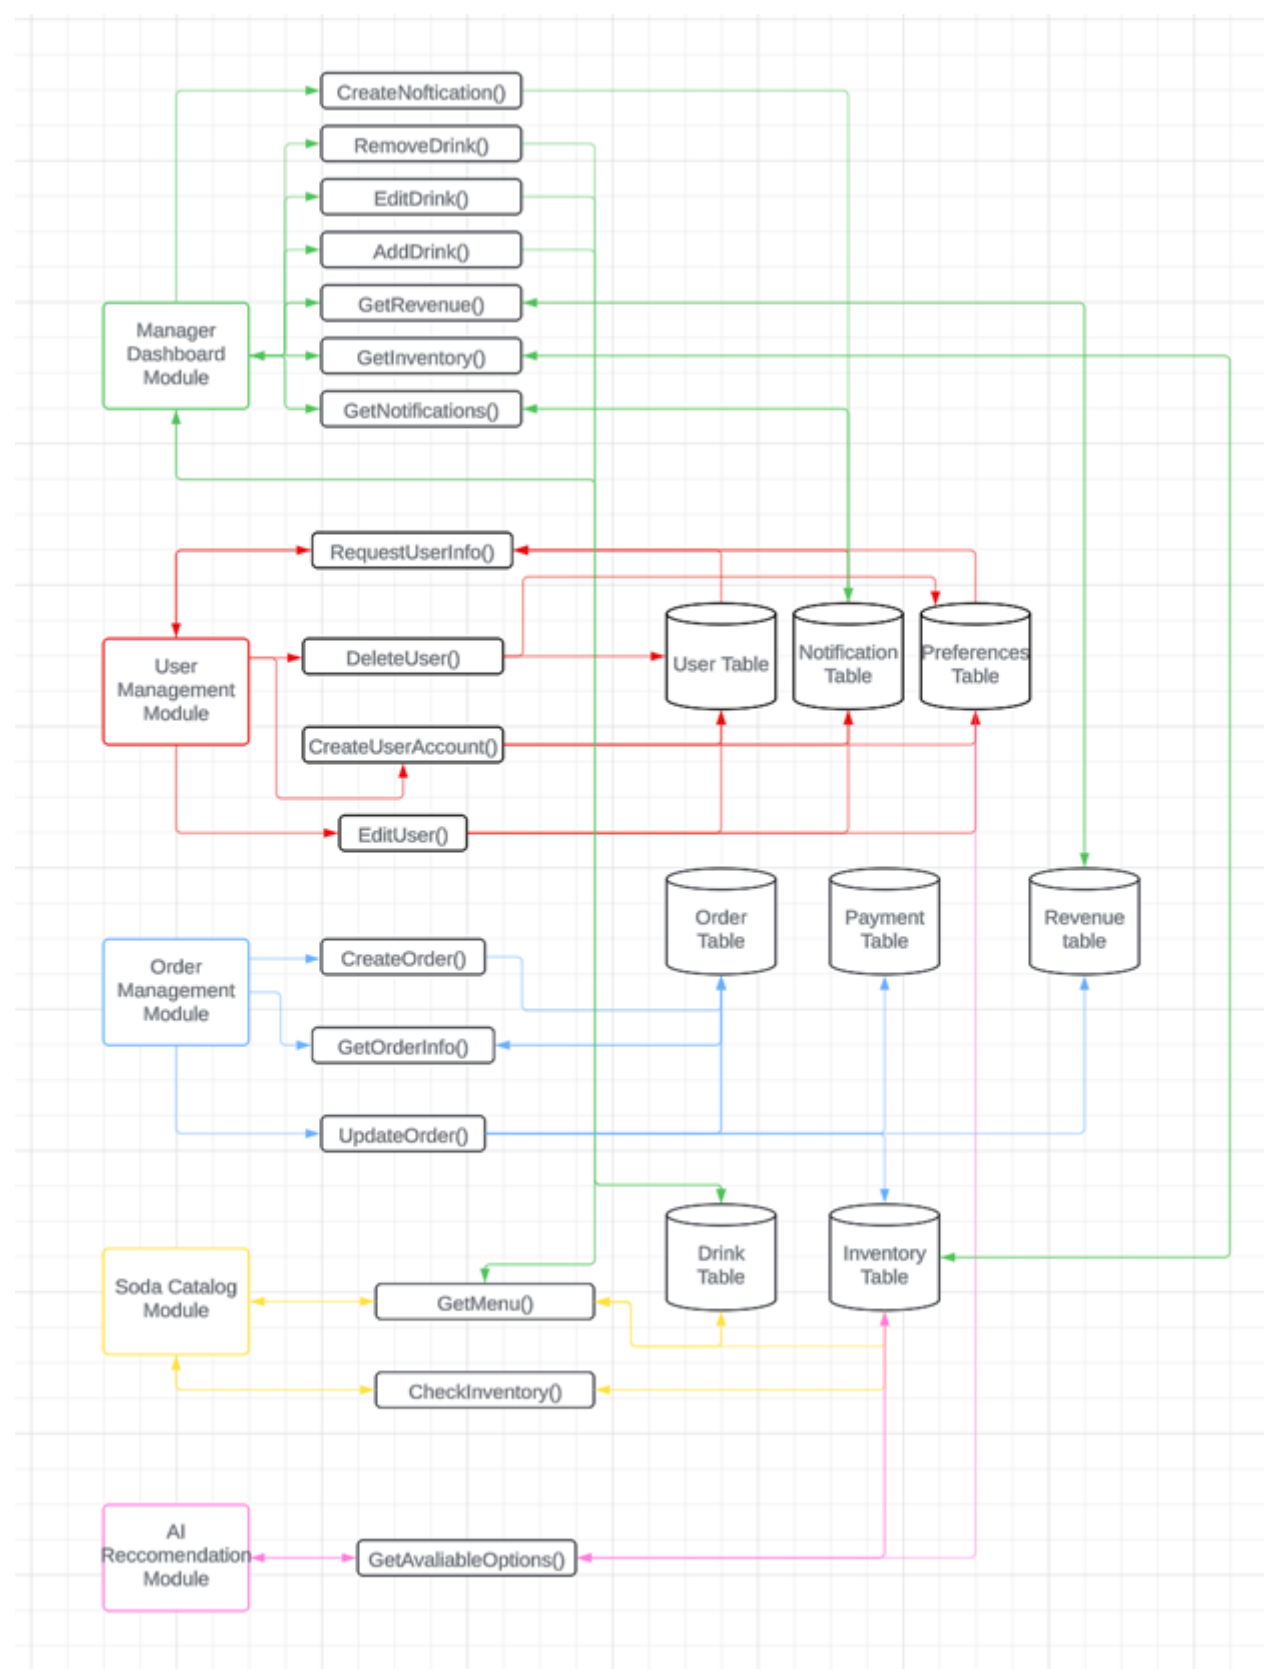 CreateNoftication()
RemoveDrink()
EditDrink()
AddDrink()
GetRevenue()
Manager
Dashboard
Module
GetInventory()
GetNotifications()
RequestUserInfo()
User
Management
Module
DeleteUser()
User Table
Notification
Table
Preferences
Table
CreateUserAccount()
EditUser()
Order
Table
Payment
Table
Revenue
table
Order
Management
Module
CreateOrder()
GetOrderInfo()
UpdateOrder()
Drink
Table
Inventory
Table
Soda Catalog
Module
GetMenu()
CheckInventory()
AI
Reccomendation
Module
GetAvaliableOptions()